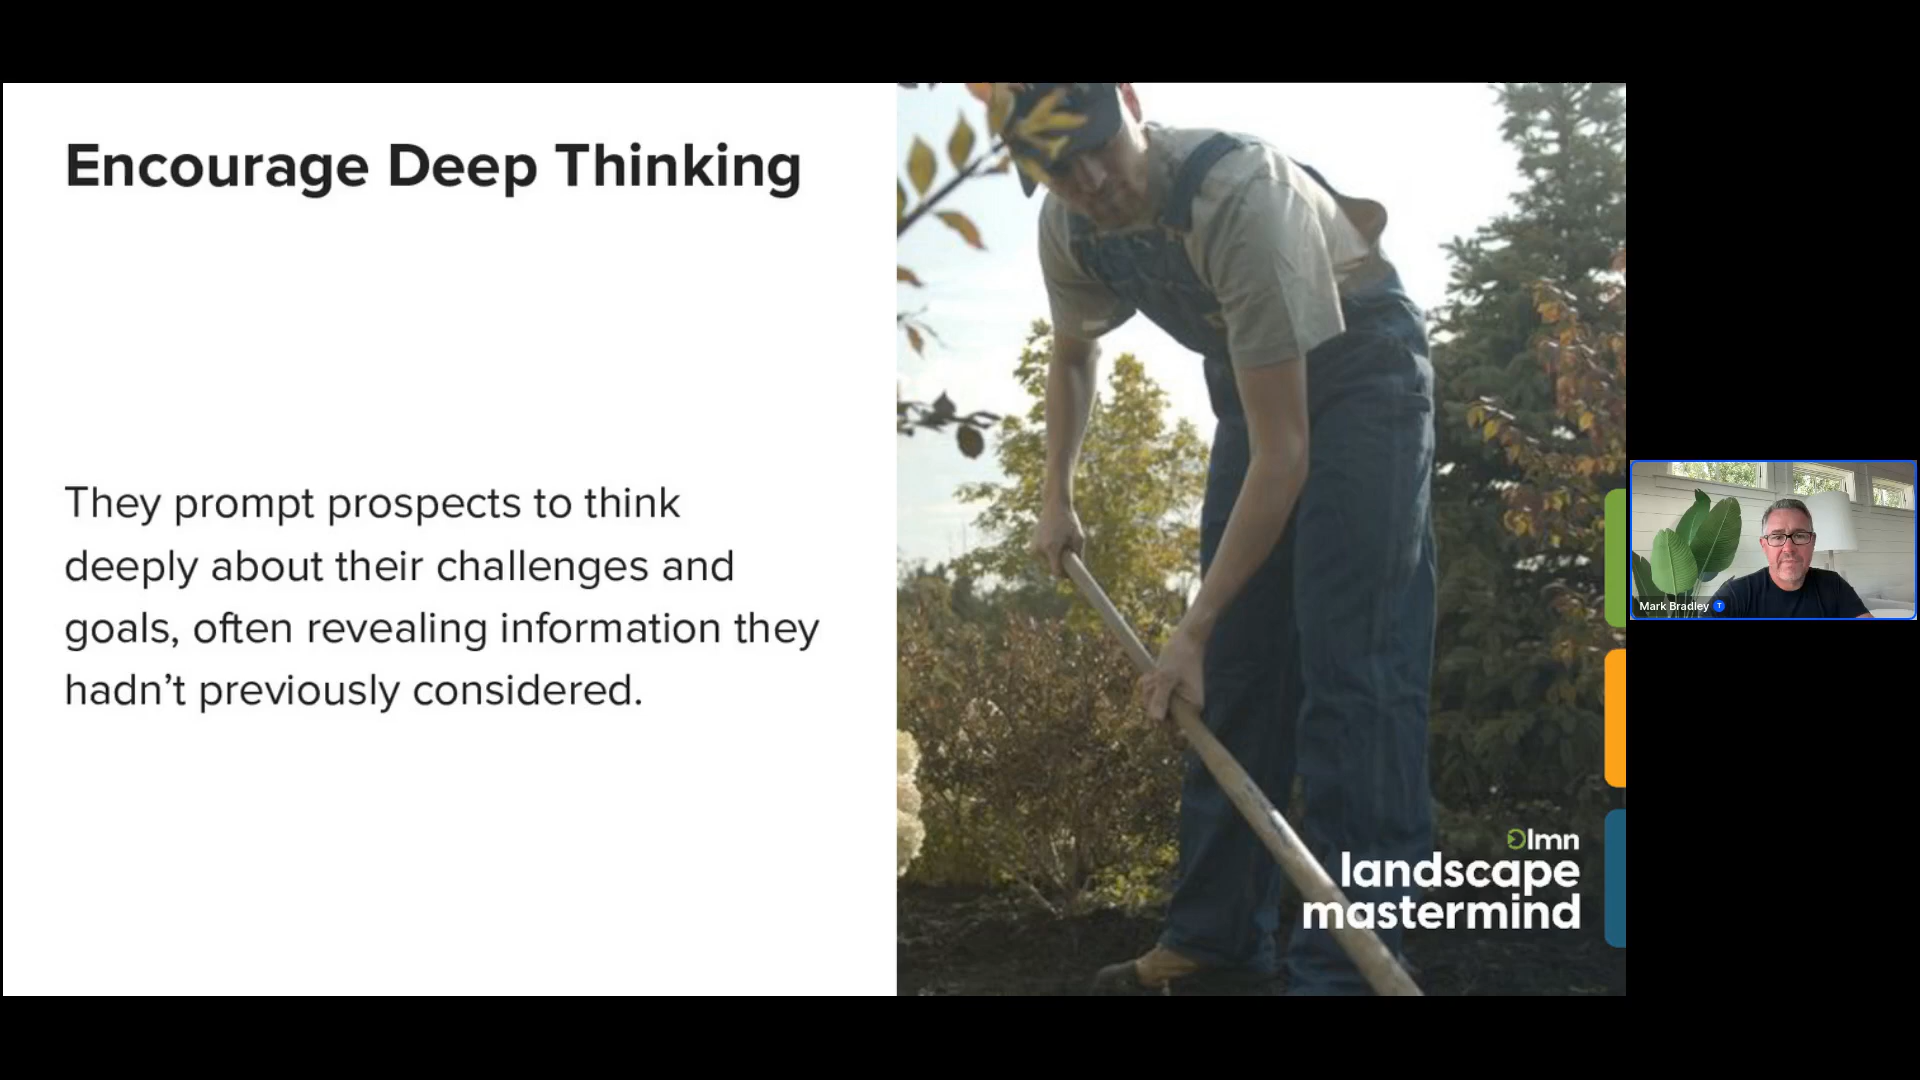 Encourage Deep Thinking
They prompt prospects to think
deeply about their challenges and
goals, often revealing information they
hadn’t previously considered.
lmn
landscape
mastermind
Mark Bradley
T